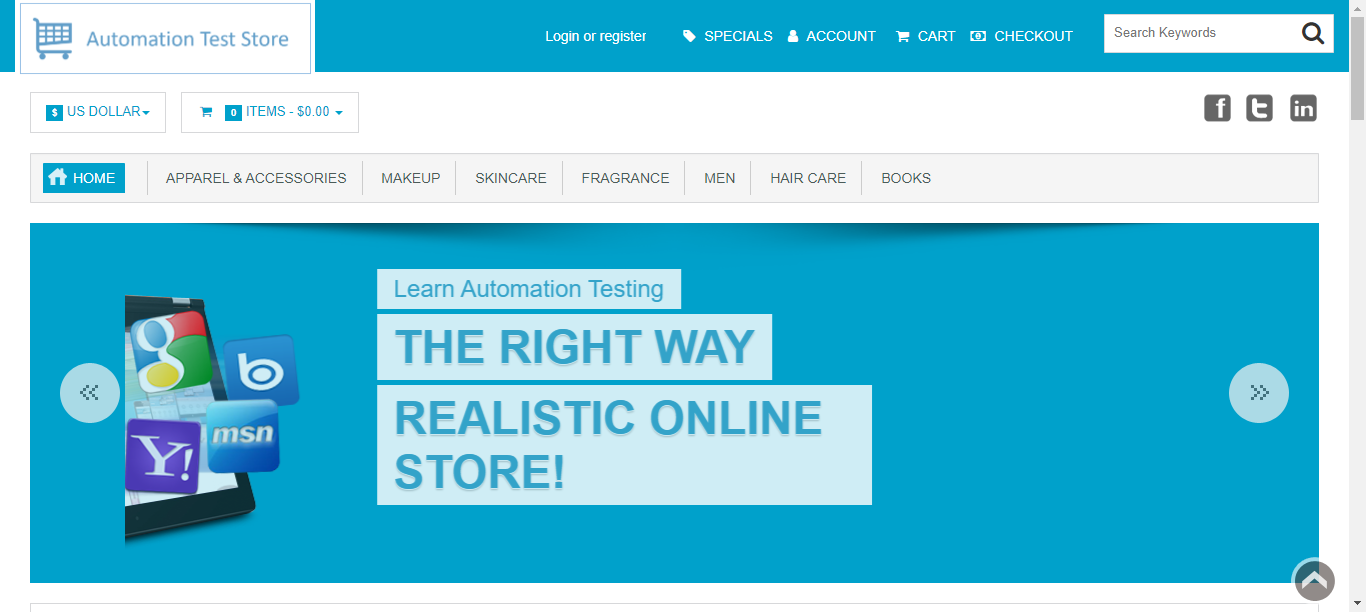 Automation Test Store
Login or register
SPECIALS
ACCOUNT
CART
CHECKOUT
Search Keywords
$ US DOLLAR
0 ITEMS - $0.00
f
t
in
HOME
APPAREL & ACCESSORIES
MAKEUP
SKINCARE
FRAGRANCE
MEN
HAIR CARE
BOOKS
Learn Automation Testing
THE RIGHT WAY
REALISTIC ONLINE
STORE!
g
b
msn
Y!